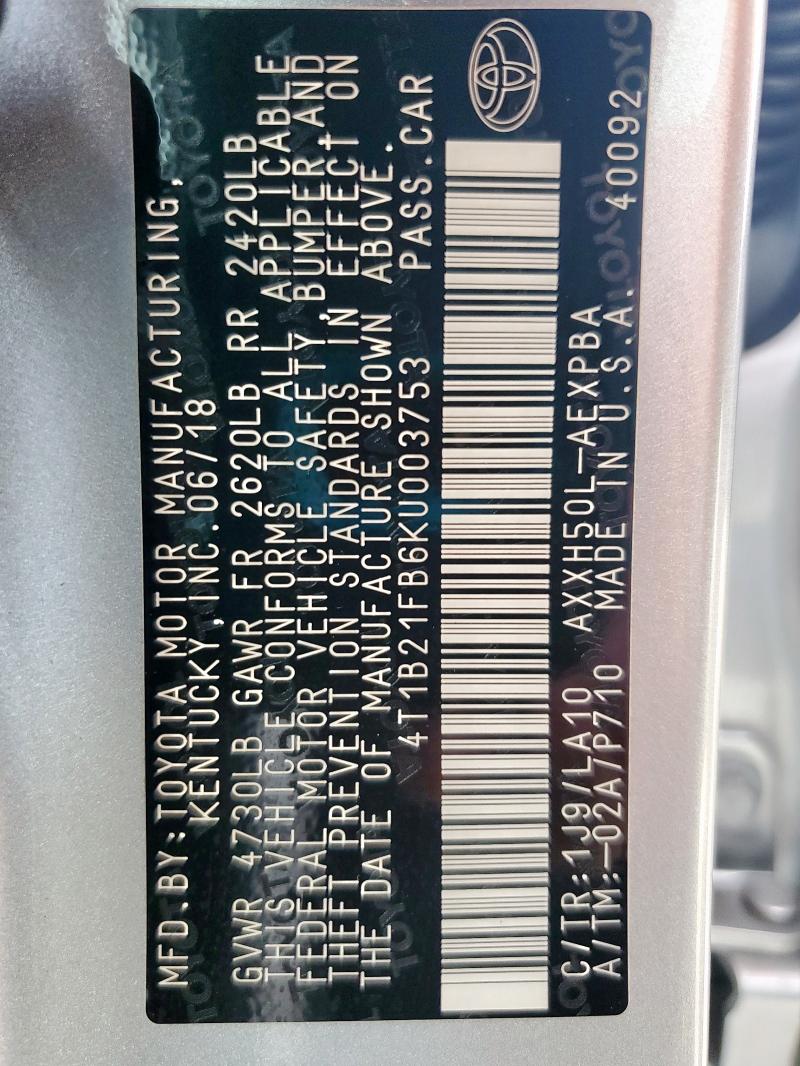 MFD.BY:TOYOTA MOTOR MANUFACTURING,
KENTUCKY,INC.06/18
GVWR 4730LB GAWR FR 2620LB RR 2420LB
THIS VEHICLE CONFORMS TO ALL APPLICABLE
FEDERAL MOTOR VEHICLE SAFETY,BUMPER,AND
THEFT PREVENTION STANDARDS IN EFFECT ON
THE DATE OF MANUFACTURE SHOWN ABOVE.
4T1B21FB6KU003753 PASS.CAR
C/TR:1J9/LA10 AXXH50L-AEXPBA
A/TM:-02A/P710 MADE IN U.S.A. 40092